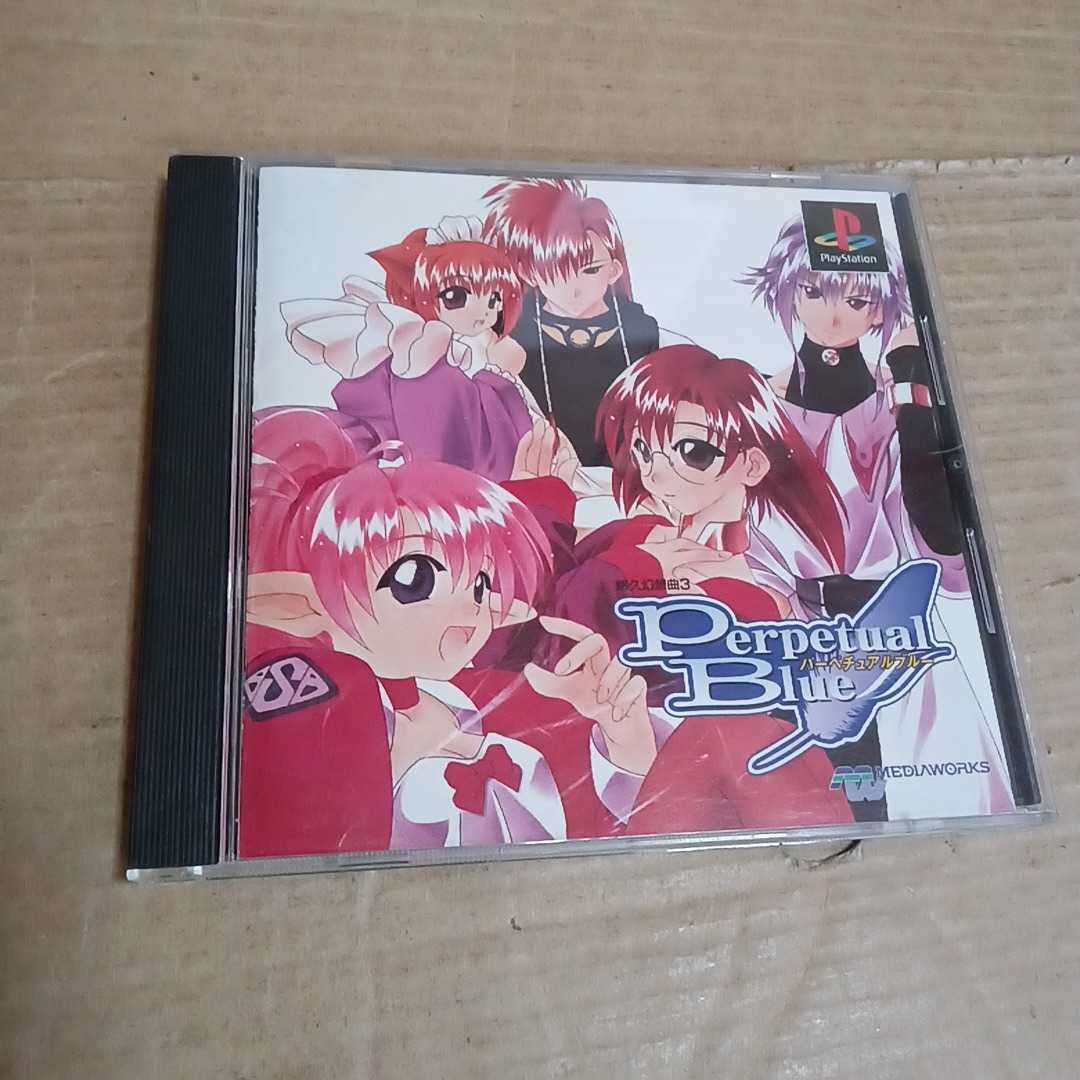 PlayStation
悠久幻想曲3
Perpetual
Blue
パーペチュアルブルー
MEDIAWORKS